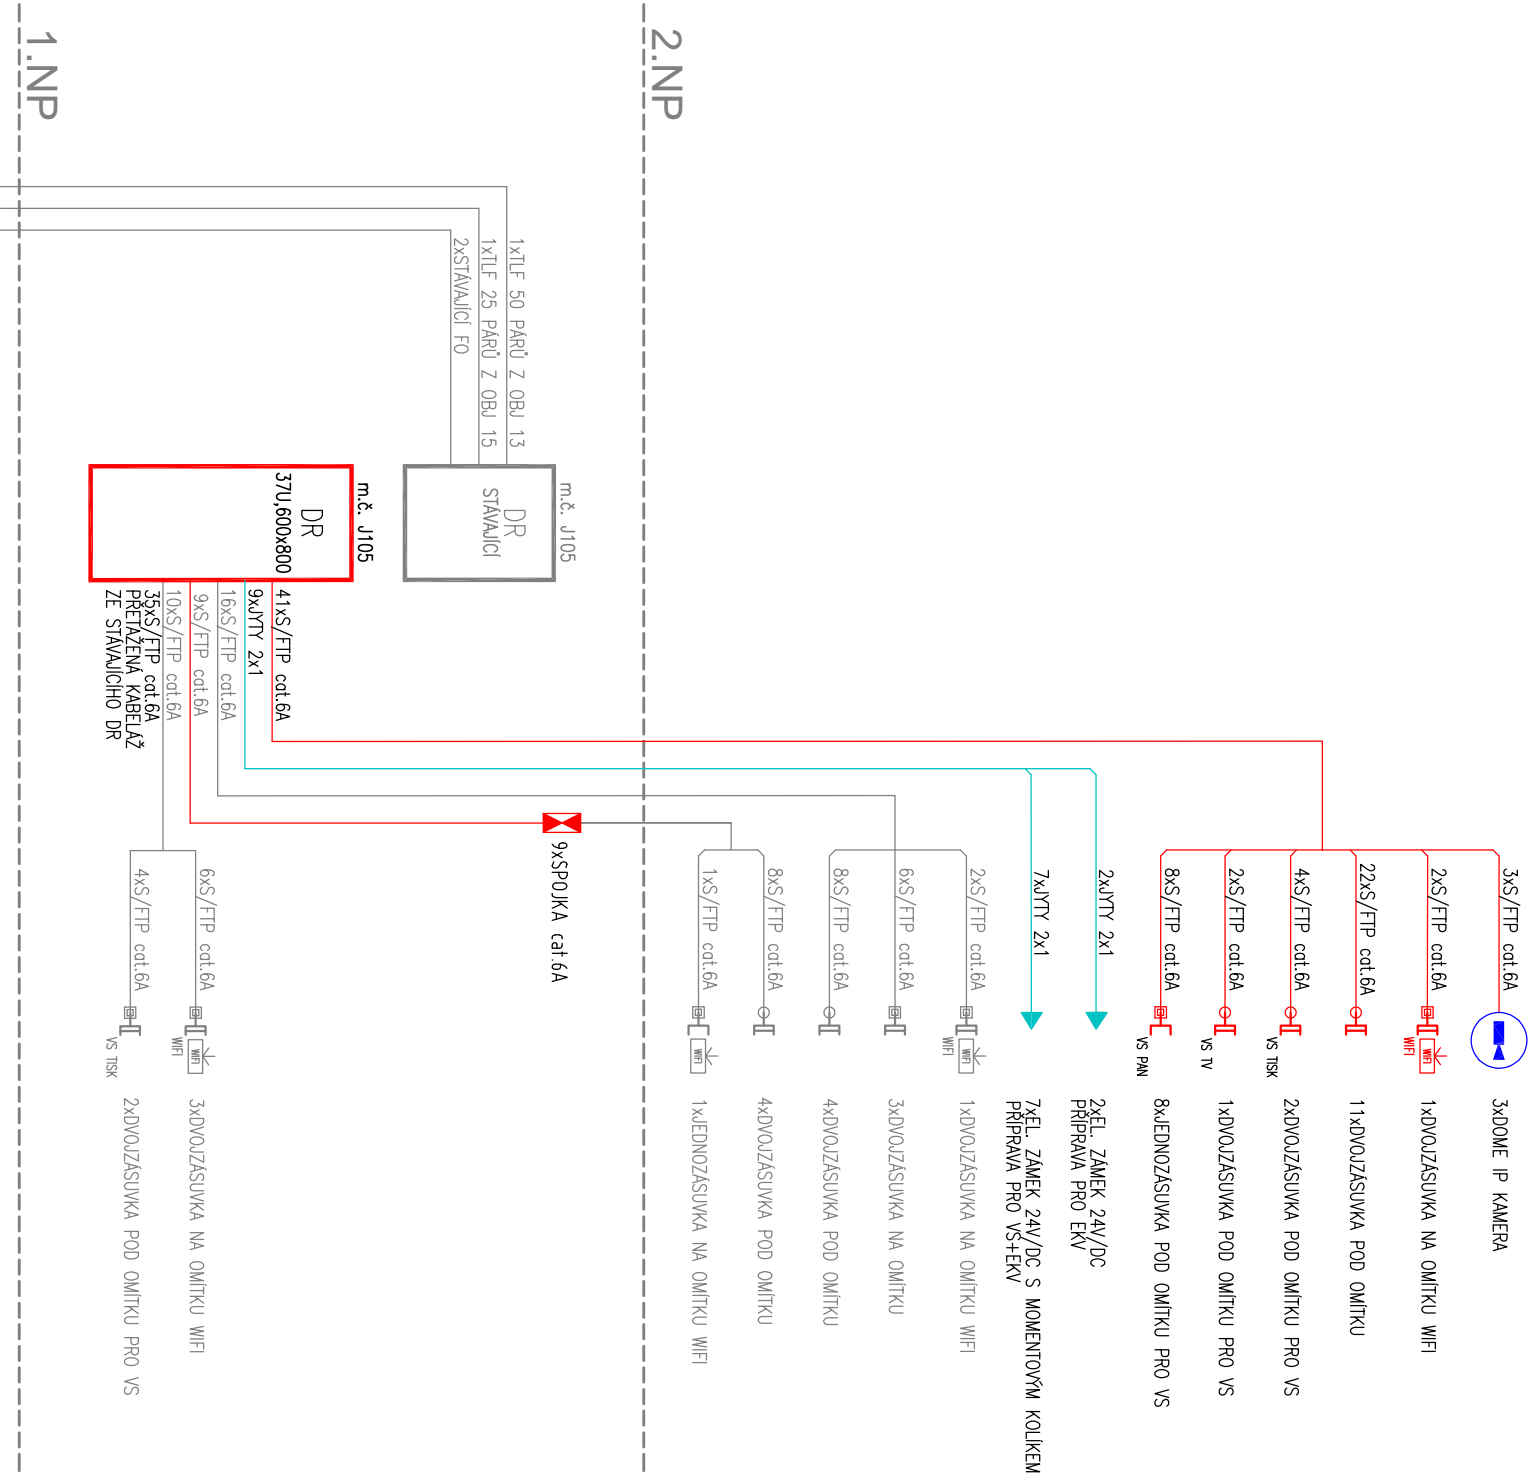 3xS/FTP cat.6A
3xDOME IP KAMERA
2xS/FTP cat.6A
WIFI
WIFI
1xDVOJZÁSUVKA NA OMÍTKU WIFI
22xS/FTP cat.6A
11xDVOJZÁSUVKA POD OMÍTKU
4xS/FTP cat.6A
VS TISK
2xDVOJZÁSUVKA POD OMÍTKU PRO VS
2xS/FTP cat.6A
VS TV
1xDVOJZÁSUVKA POD OMÍTKU PRO VS
8xS/FTP cat.6A
VS PAN
8xJEDNOZÁSUVKA POD OMÍTKU PRO VS
2xJYTY 2x1
2xEL. ZÁMEK 24V/DC
PŘÍPRAVA PRO EKV
7xJYTY 2x1
7xEL. ZÁMEK 24V/DC S MOMENTOVÝM KOLÍKEM
PŘÍPRAVA PRO VS+EKV
2xS/FTP cat.6A
WIFI
WIFI
1xDVOJZÁSUVKA NA OMÍTKU WIFI
6xS/FTP cat.6A
3xDVOJZÁSUVKA NA OMÍTKU
8xS/FTP cat.6A
4xDVOJZÁSUVKA POD OMÍTKU
8xS/FTP cat.6A
4xDVOJZÁSUVKA POD OMÍTKU
1xS/FTP cat.6A
WIFI
1xJEDNOZÁSUVKA NA OMÍTKU WIFI
2.NP
m.č. J105
DR
STÁVAJÍCÍ
1xTLF 50 PÁRŮ Z OBJ 13
1xTLF 25 PÁRŮ Z OBJ 15
2xSTÁVAJÍCÍ FO
9xSPOJKA cat.6A
m.č. J105
DR
37U,600x800
41xS/FTP cat.6A
9xJYTY 2x1
16xS/FTP cat.6A
9xS/FTP cat.6A
10xS/FTP cat.6A
35xS/FTP cat.6A
PŘETAŽENÁ KABELÁŽ
ZE STÁVAJÍCÍHO DR
6xS/FTP cat.6A
WIFI
WIFI
3xDVOJZÁSUVKA NA OMÍTKU WIFI
4xS/FTP cat.6A
VS TISK
2xDVOJZÁSUVKA POD OMÍTKU PRO VS
1.NP